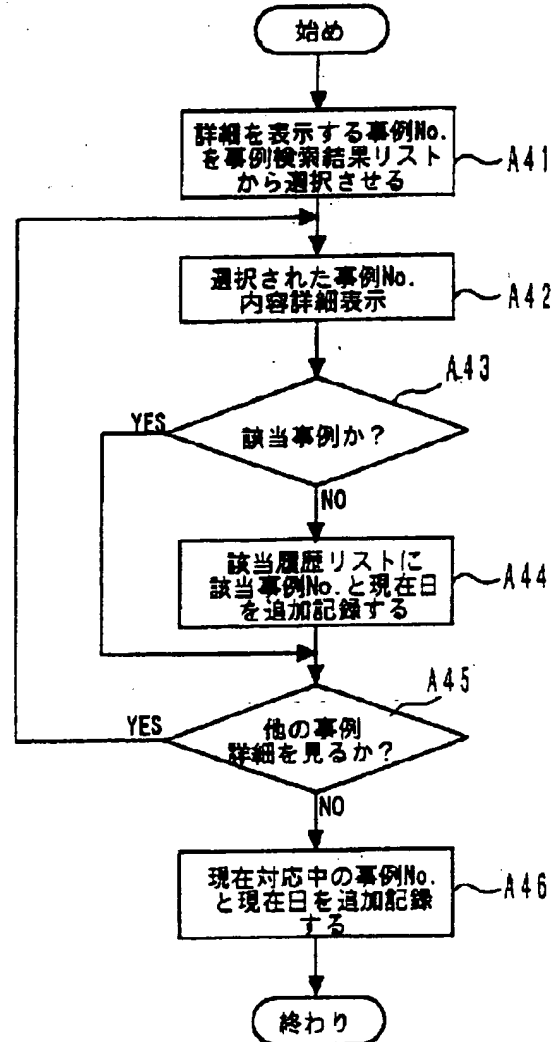 始め
詳細を表示する事例No.
を事例検索結果リスト
から選択させる
A41
選択された事例No.
内容詳細表示
A42
A43
YES
該当事例か?
NO
該当履歴リストに
該当事例No.と現在日
を追加記録する
A44
A45
YES
他の事例
詳細を見るか?
NO
現在対応中の事例No.
と現在日を追加記録
する
A46
終わり